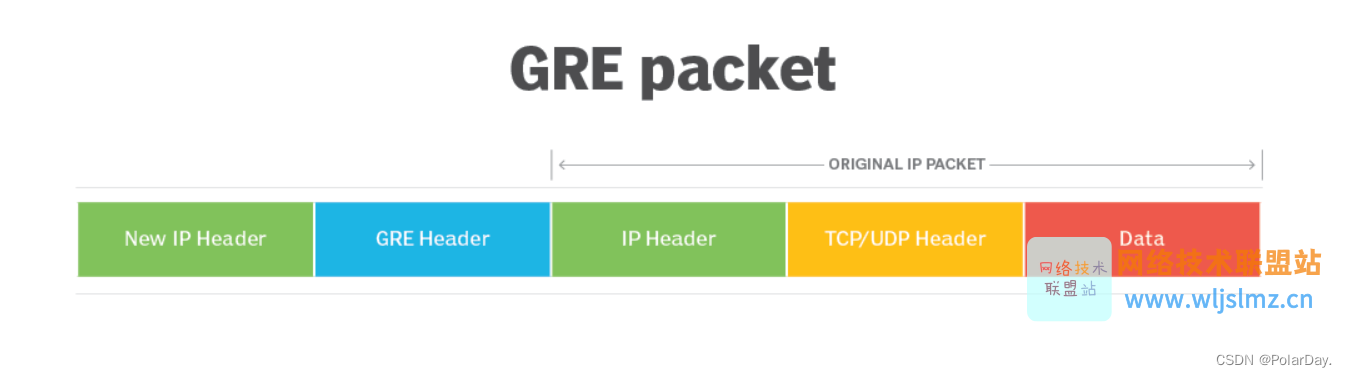 GRE packet
ORIGINAL IP PACKET
New IP Header
GRE Header
IP Header
TCP/UDP Header
Data
网络技术
联盟站
网络技术联盟站
www.wljslmz.cn
CSDN @PolarDay.